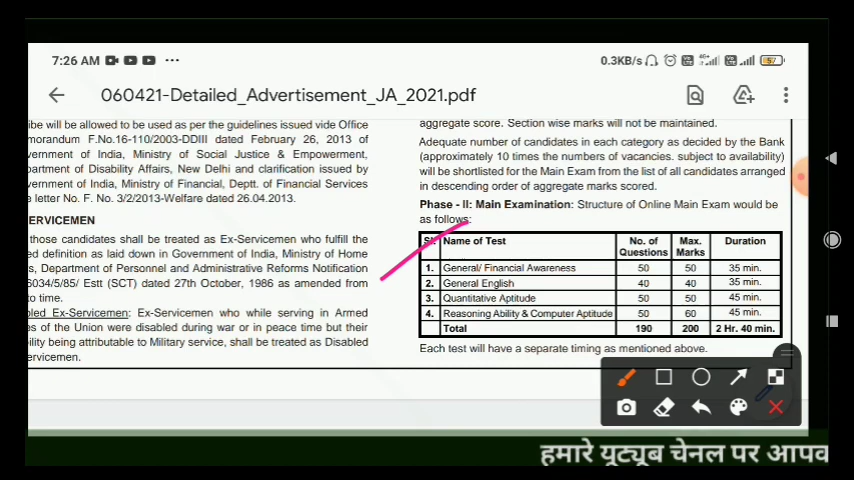 7:26 AM ...
0.3KB/s 4G+ 57
060421-Detailed_Advertisement_JA_2021.pdf
ibe will be allowed to be used as per the guidelines issued vide Office
morandum F.No.16-110/2003-DDIII dated February 26, 2013 of
vernment of India, Ministry of Social Justice & Empowerment,
partment of Disability Affairs, New Delhi and clarification issued by
vernment of India, Ministry of Financial, Deptt. of Financial Services
e letter No. F. No. 3/2/2013-Welfare dated 26.04.2013.
ERVICEMEN
those candidates shall be treated as Ex-Servicemen who fulfill the
ed definition as laid down in Government of India, Ministry of Home
s, Department of Personnel and Administrative Reforms Notification
6034/5/85/ Estt (SCT) dated 27th October, 1986 as amended from
to time.
led Ex-Servicemen: Ex-Servicemen who while serving in Armed
es of the Union were disabled during war or in peace time but their
ility being attributable to Military service, shall be treated as Disabled
ervicemen.
aggregate score. Section wise marks will not be maintained.
Adequate number of candidates in each category as decided by the Bank
(approximately 10 times the numbers of vacancies. subject to availability)
will be shortlisted for the Main Exam from the list of all candidates arranged
in descending order of aggregate marks scored.
Phase - II: Main Examination: Structure of Online Main Exam would be
as follows:
Sl. Name of Test No. of Questions Max. Marks Duration
1. General/ Financial Awareness 50 50 35 min.
2. General English 40 40 35 min.
3. Quantitative Aptitude 50 50 45 min.
4. Reasoning Ability & Computer Aptitude 50 60 45 min.
Total 190 200 2 Hr. 40 min.
Each test will have a separate timing as mentioned above.
हमारे यूट्यूब चेनल पर आपव